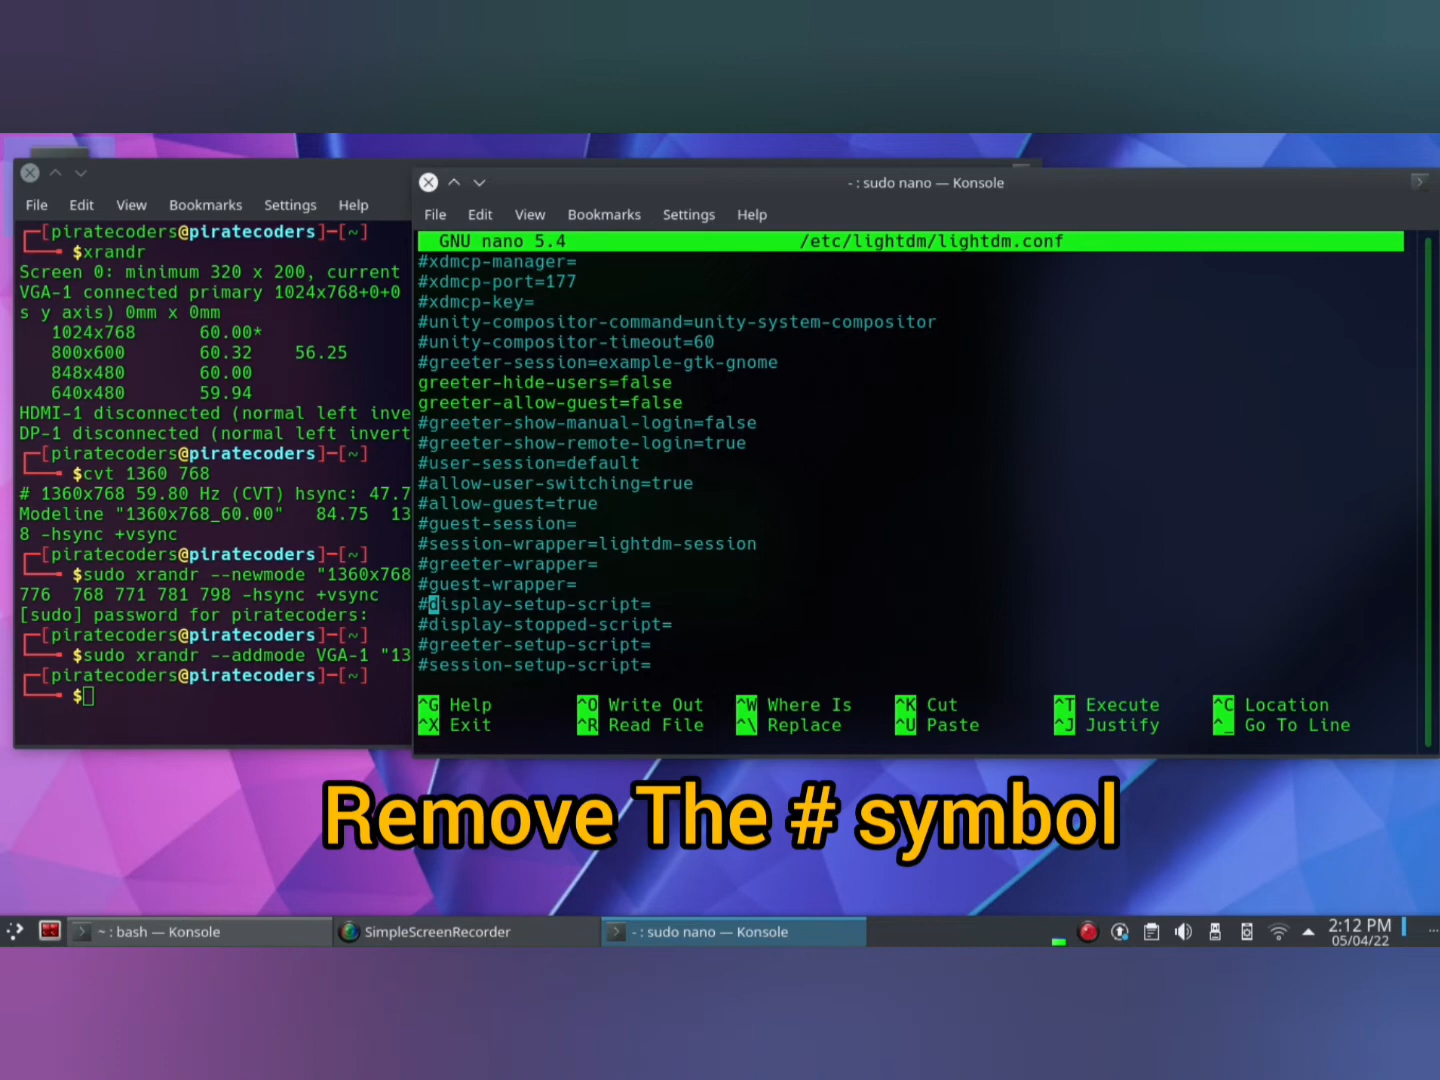 File Edit View Bookmarks Settings Help
┌─[piratecoders@piratecoders]─[~]
└──╼ $xrandr
Screen 0: minimum 320 x 200, current
VGA-1 connected primary 1024x768+0+0
s y axis) 0mm x 0mm
1024x768 60.00*
800x600 60.32 56.25
848x480 60.00
640x480 59.94
HDMI-1 disconnected (normal left inve
DP-1 disconnected (normal left invert
┌─[piratecoders@piratecoders]─[~]
└──╼ $cvt 1360 768
# 1360x768 59.80 Hz (CVT) hsync: 47.7
Modeline "1360x768_60.00" 84.75 13
8 -hsync +vsync
┌─[piratecoders@piratecoders]─[~]
└──╼ $sudo xrandr --newmode "1360x768
776 768 771 781 798 -hsync +vsync
[sudo] password for piratecoders:
┌─[piratecoders@piratecoders]─[~]
└──╼ $sudo xrandr --addmode VGA-1 "13
┌─[piratecoders@piratecoders]─[~]
└──╼ $
- : sudo nano — Konsole
File Edit View Bookmarks Settings Help
GNU nano 5.4 /etc/lightdm/lightdm.conf
#xdmcp-manager=
#xdmcp-port=177
#xdmcp-key=
#unity-compositor-command=unity-system-compositor
#unity-compositor-timeout=60
#greeter-session=example-gtk-gnome
greeter-hide-users=false
greeter-allow-guest=false
#greeter-show-manual-login=false
#greeter-show-remote-login=true
#user-session=default
#allow-user-switching=true
#allow-guest=true
#guest-session=
#session-wrapper=lightdm-session
#greeter-wrapper=
#guest-wrapper=
#display-setup-script=
#display-stopped-script=
#greeter-setup-script=
#session-setup-script=
^G Help ^O Write Out ^W Where Is ^K Cut ^T Execute ^C Location
^X Exit ^R Read File ^\ Replace ^U Paste ^J Justify ^_ Go To Line
Remove The # symbol
~ : bash — Konsole
SimpleScreenRecorder
- : sudo nano — Konsole
2:12 PM
05/04/22